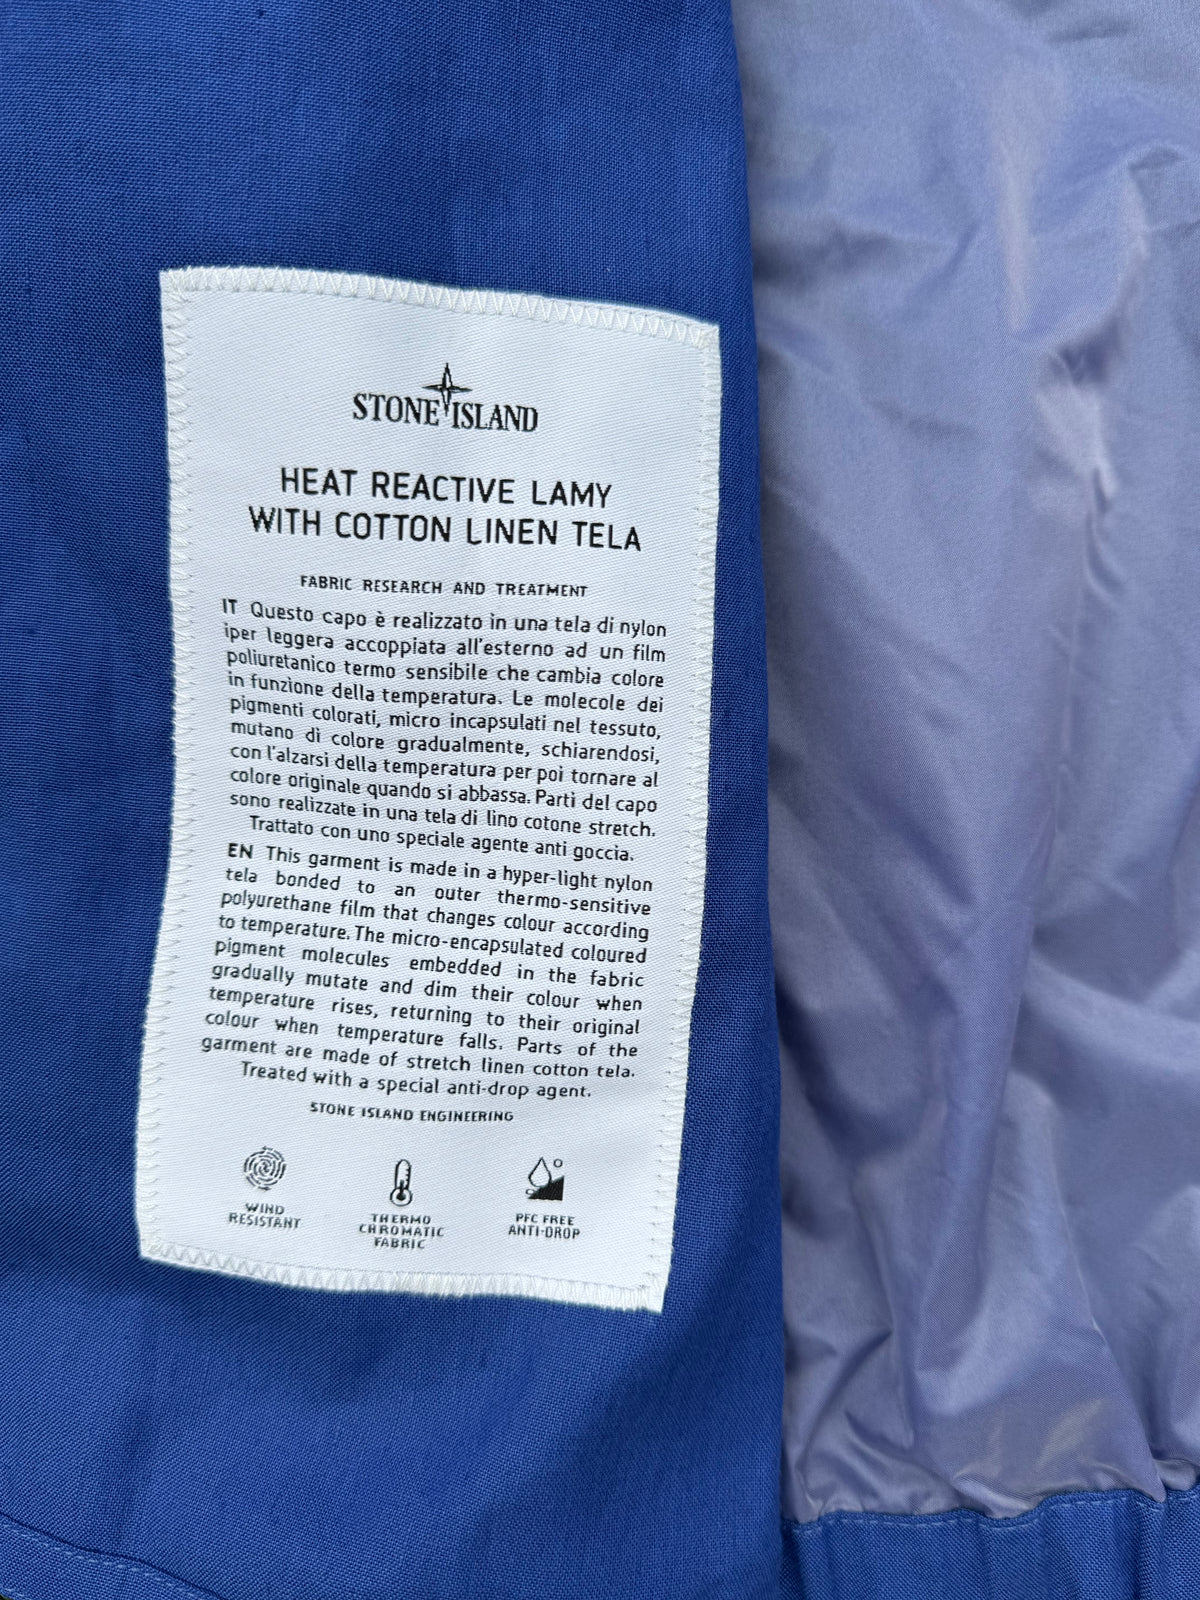 STONE ISLAND
HEAT REACTIVE LAMY
WITH COTTON LINEN TELA
FABRIC RESEARCH AND TREATMENT
IT Questo capo è realizzato in una tela di nylon
iper leggera accoppiata all'esterno ad un film
poliuretanico termo sensibile che cambia colore
in funzione della temperatura. Le molecole dei
pigmenti colorati, micro incapsulati nel tessuto,
mutano di colore gradualmente, schiarendosi,
con l'alzarsi della temperatura per poi tornare al
colore originale quando si abbassa. Parti del capo
sono realizzate in una tela di lino cotone stretch.
Trattato con uno speciale agente anti goccia.
EN This garment is made in a hyper-light nylon
tela bonded to an outer thermo-sensitive
polyurethane film that changes colour according
to temperature. The micro-encapsulated coloured
pigment molecules embedded in the fabric
gradually mutate and dim their colour when
temperature rises, returning to their original
colour when temperature falls. Parts of the
garment are made of stretch linen cotton tela.
Treated with a special anti-drop agent.
STONE ISLAND ENGINEERING
WIND
RESISTANT
THERMO
CHROMATIC
FABRIC
PFC FREE
ANTI-DROP